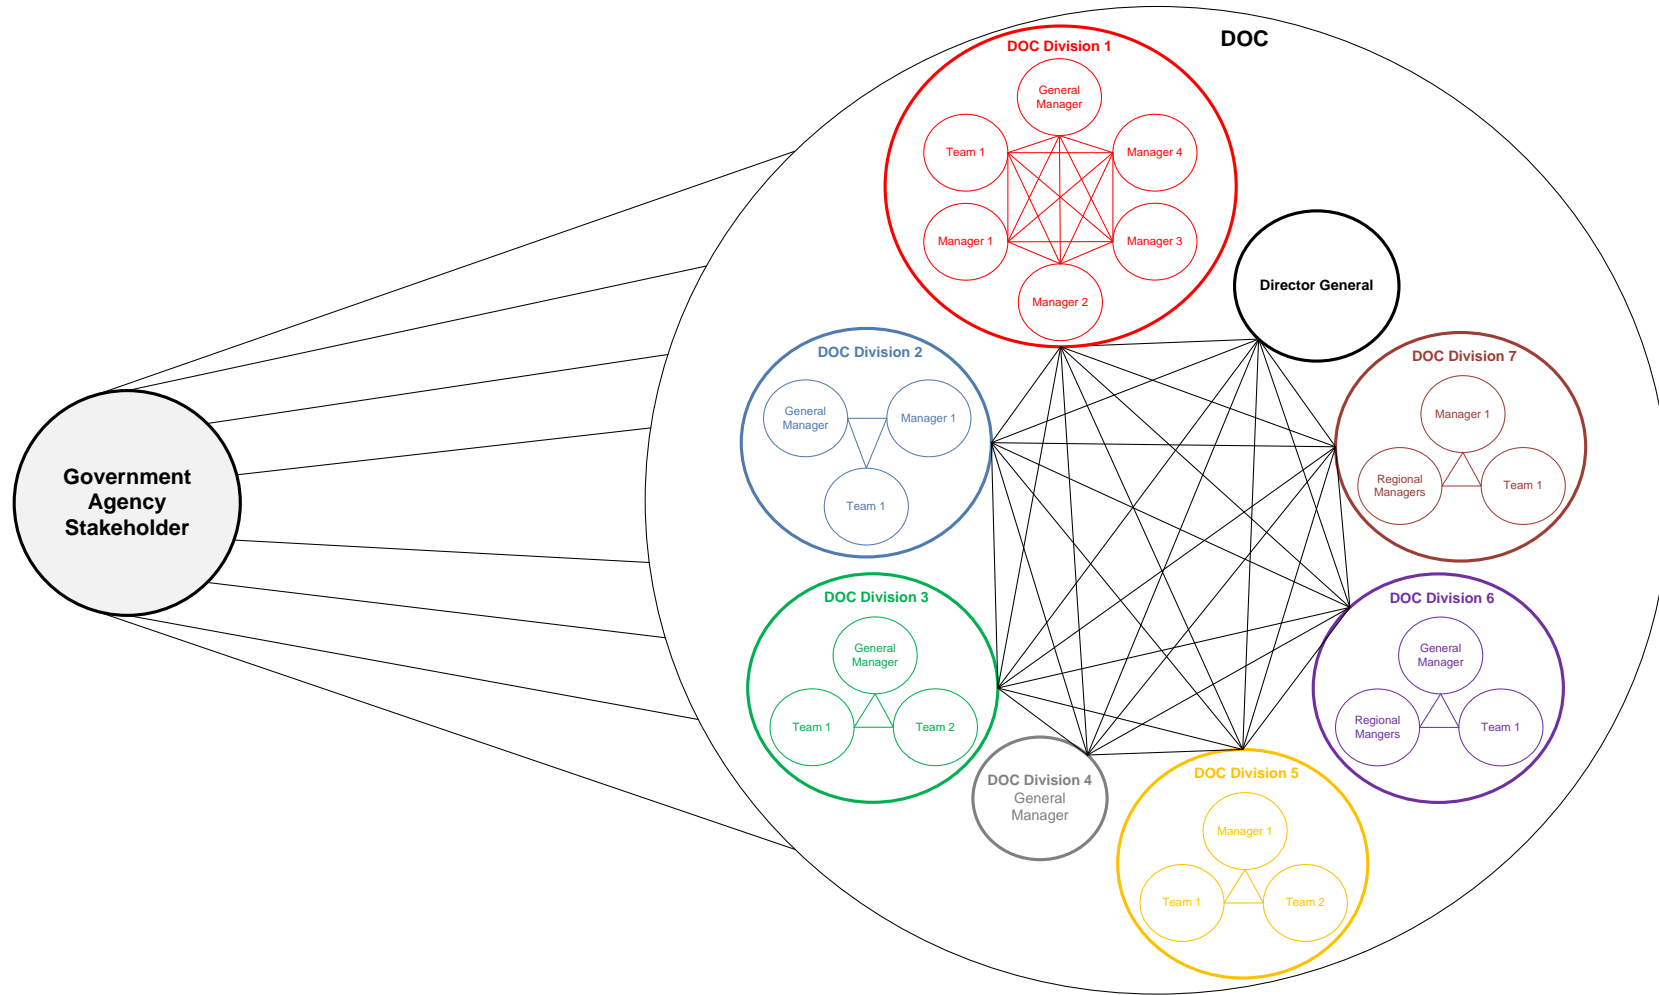 DOC
DOC Division 1
General
Manager
Team 1
Manager 4
Manager 1
Manager 3
Manager 2
Director General
DOC Division 2
General
Manager
Manager 1
Team 1
DOC Division 7
Manager 1
Regional
Managers
Team 1
Government
Agency
Stakeholder
DOC Division 3
General
Manager
Team 1
Team 2
DOC Division 6
General
Manager
Regional
Mangers
Team 1
DOC Division 4
General
Manager
DOC Division 5
Manager 1
Team 1
Team 2